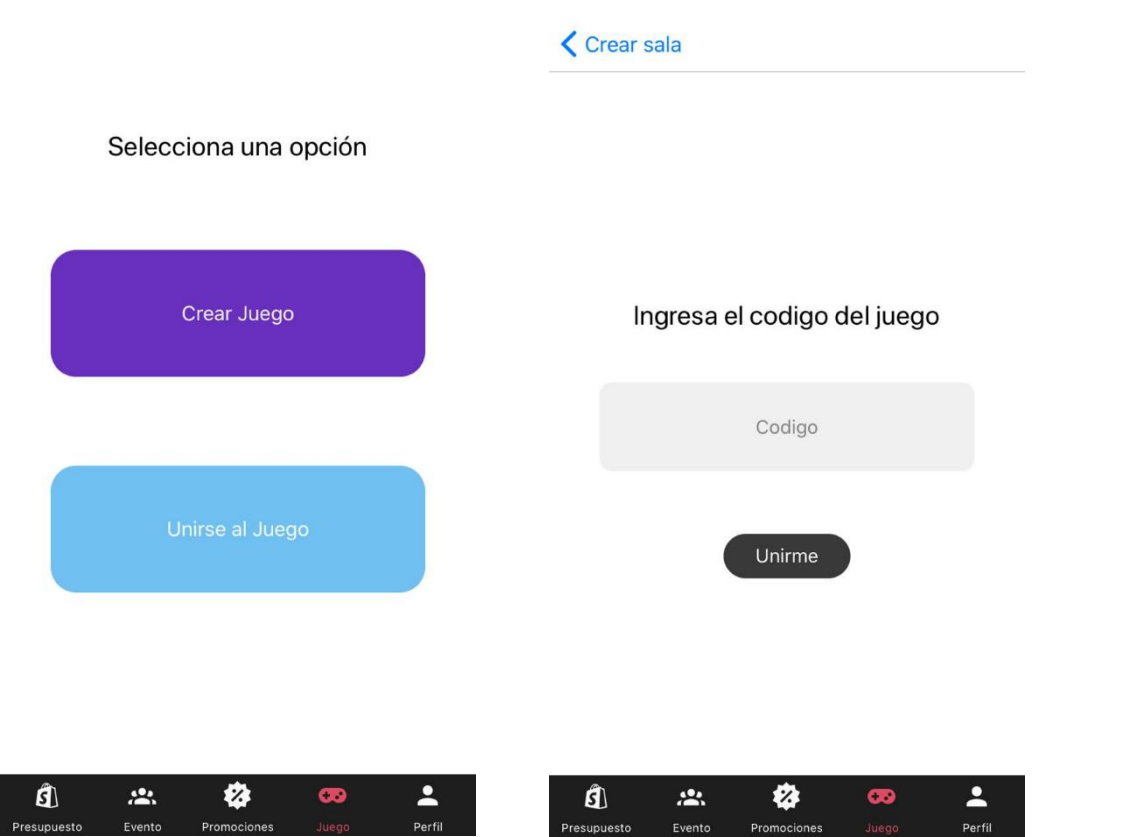 Selecciona una opción
Crear Juego
Unirse al Juego
Presupuesto
Evento
Promociones
Juego
Perfil
Crear sala
Ingresa el codigo del juego
Codigo
Unirme
Presupuesto
Evento
Promociones
Juego
Perfil